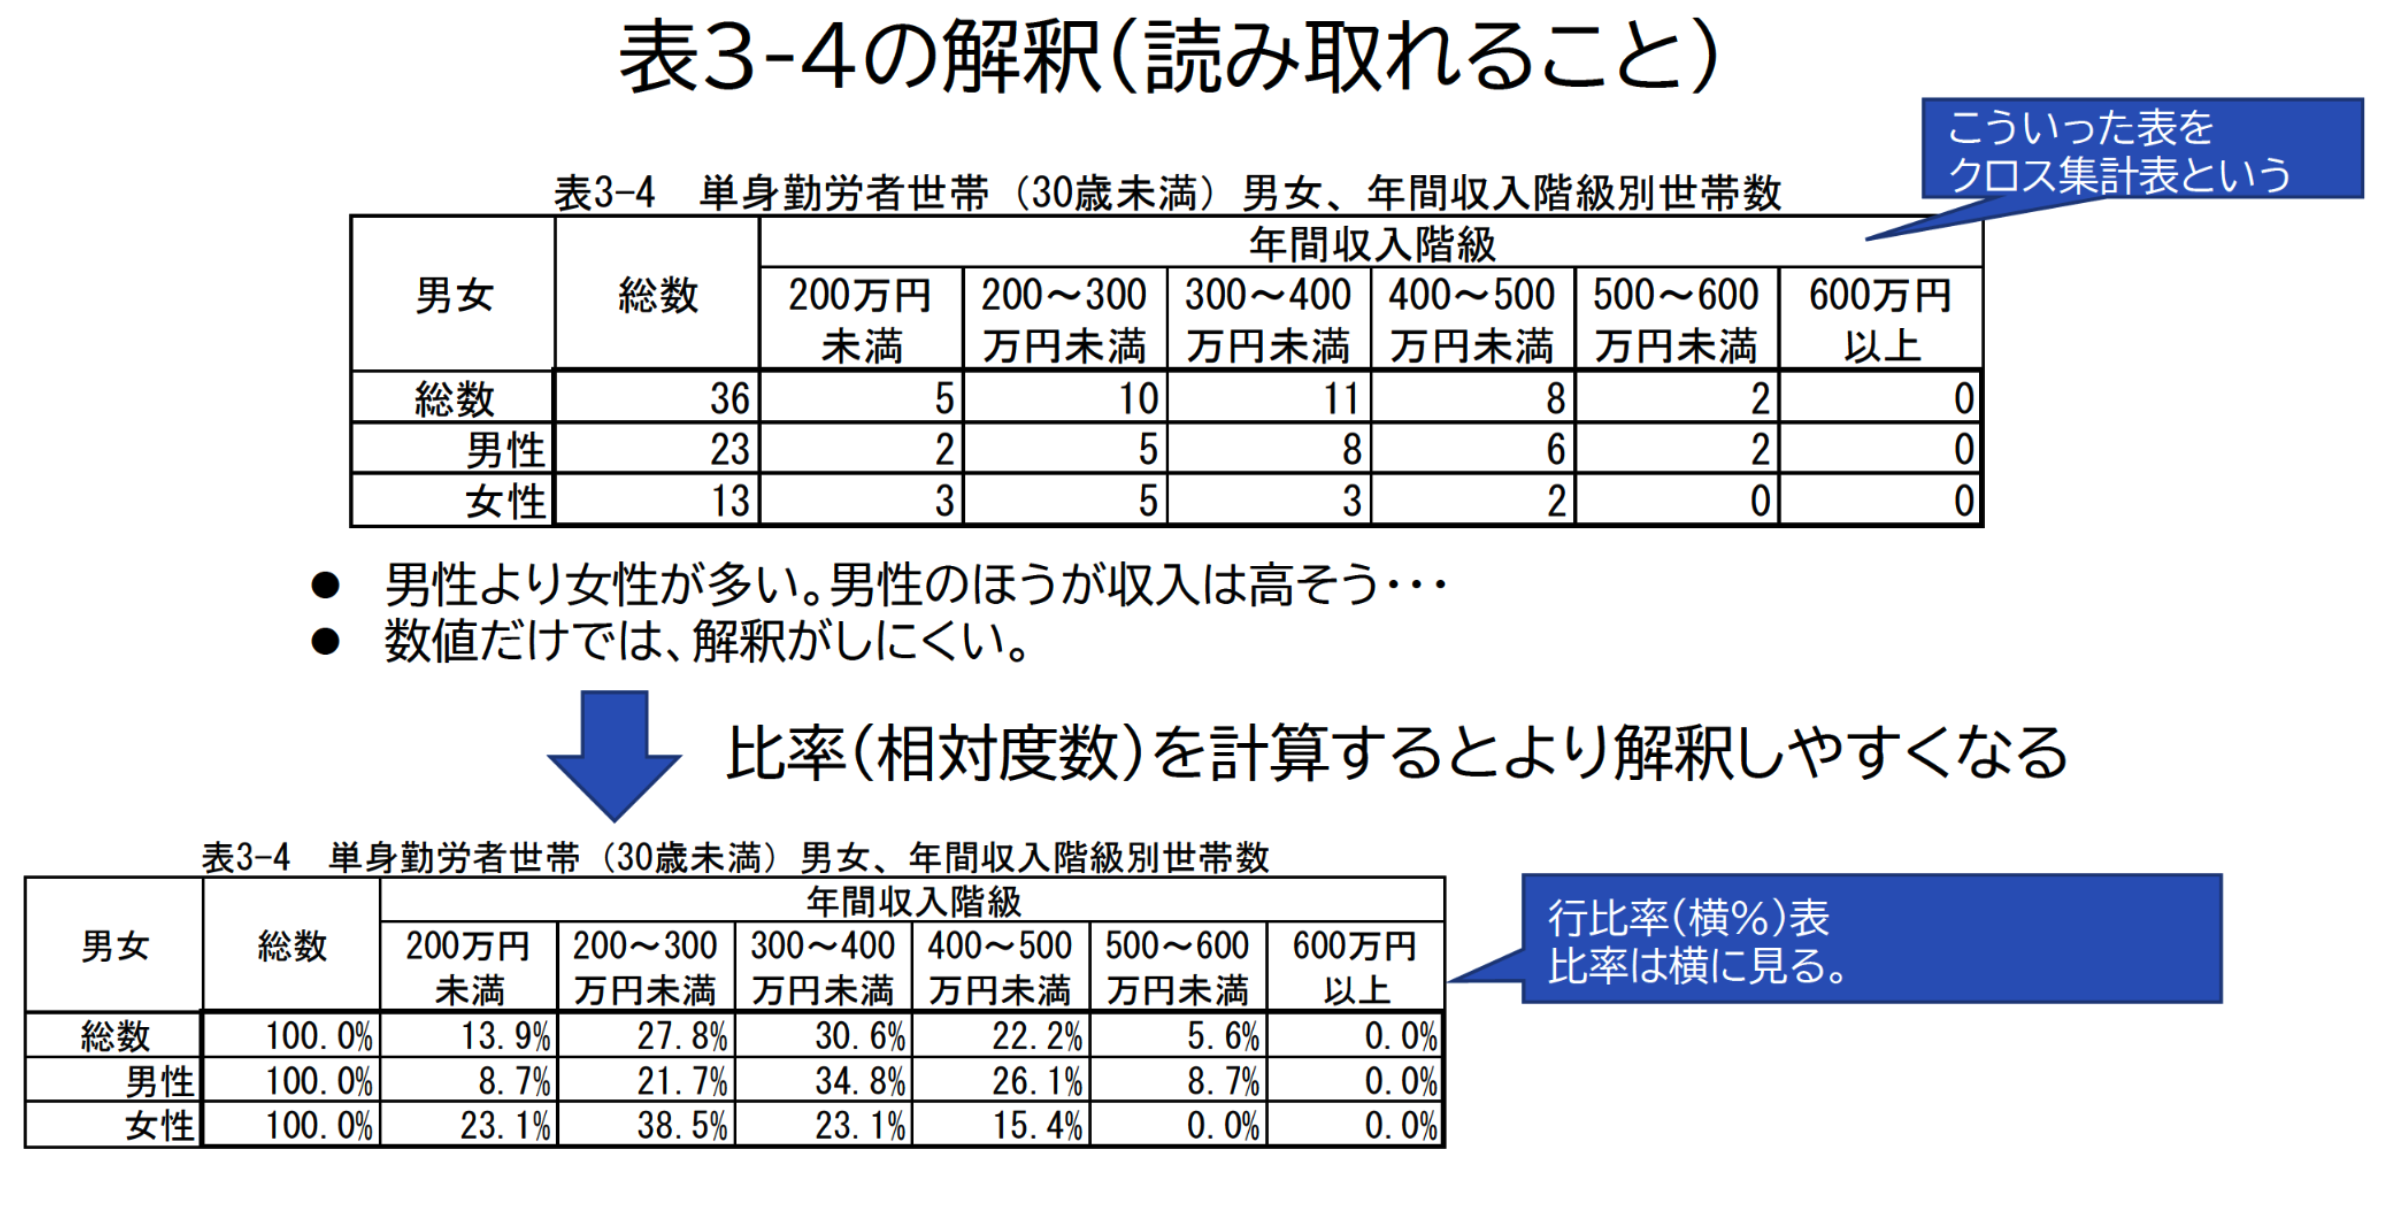 表３-４の解釈（読み取れること）
こういった表を
クロス集計表という
表3-4　単身勤労者世帯（30歳未満）男女、年間収入階級別世帯数
男女 総数 年間収入階級
200万円未満 200～300万円未満 300～400万円未満 400～500万円未満 500～600万円未満 600万円以上
総数 36 5 10 11 8 2 0
男性 23 2 5 8 6 2 0
女性 13 3 5 3 2 0 0
● 男性より女性が多い。男性のほうが収入は高そう・・・
● 数値だけでは、解釈がしにくい。
比率（相対度数）を計算するとより解釈しやすくなる
表3-4　単身勤労者世帯（30歳未満）男女、年間収入階級別世帯数
男女 総数 年間収入階級
200万円未満 200～300万円未満 300～400万円未満 400～500万円未満 500～600万円未満 600万円以上
総数 100.0% 13.9% 27.8% 30.6% 22.2% 5.6% 0.0%
男性 100.0% 8.7% 21.7% 34.8% 26.1% 8.7% 0.0%
女性 100.0% 23.1% 38.5% 23.1% 15.4% 0.0% 0.0%
行比率（横％）表
比率は横に見る。